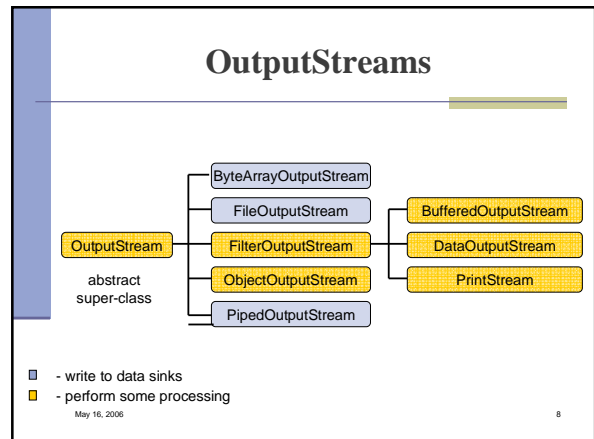 OutputStreams
ByteArrayOutputStream
FileOutputStream
BufferedOutputStream
OutputStream
FilterOutputStream
DataOutputStream
abstract
super-class
ObjectOutputStream
PrintStream
PipedOutputStream
- write to data sinks
- perform some processing
May 16, 2006
8